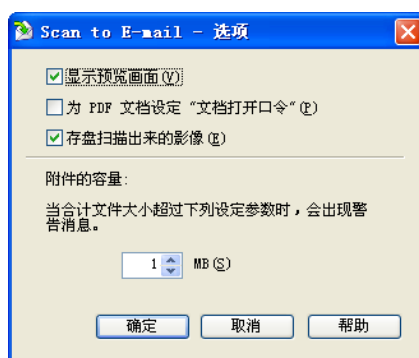 Scan to E-mail - 选项
显示预览画面(V)
为 PDF 文档设定 “文档打开口令”(P)
存盘扫描出来的影像(E)
附件的容量:
当合计文件大小超过下列设定参数时，会出现警
告消息。
1 MB(S)
确定 取消 帮助